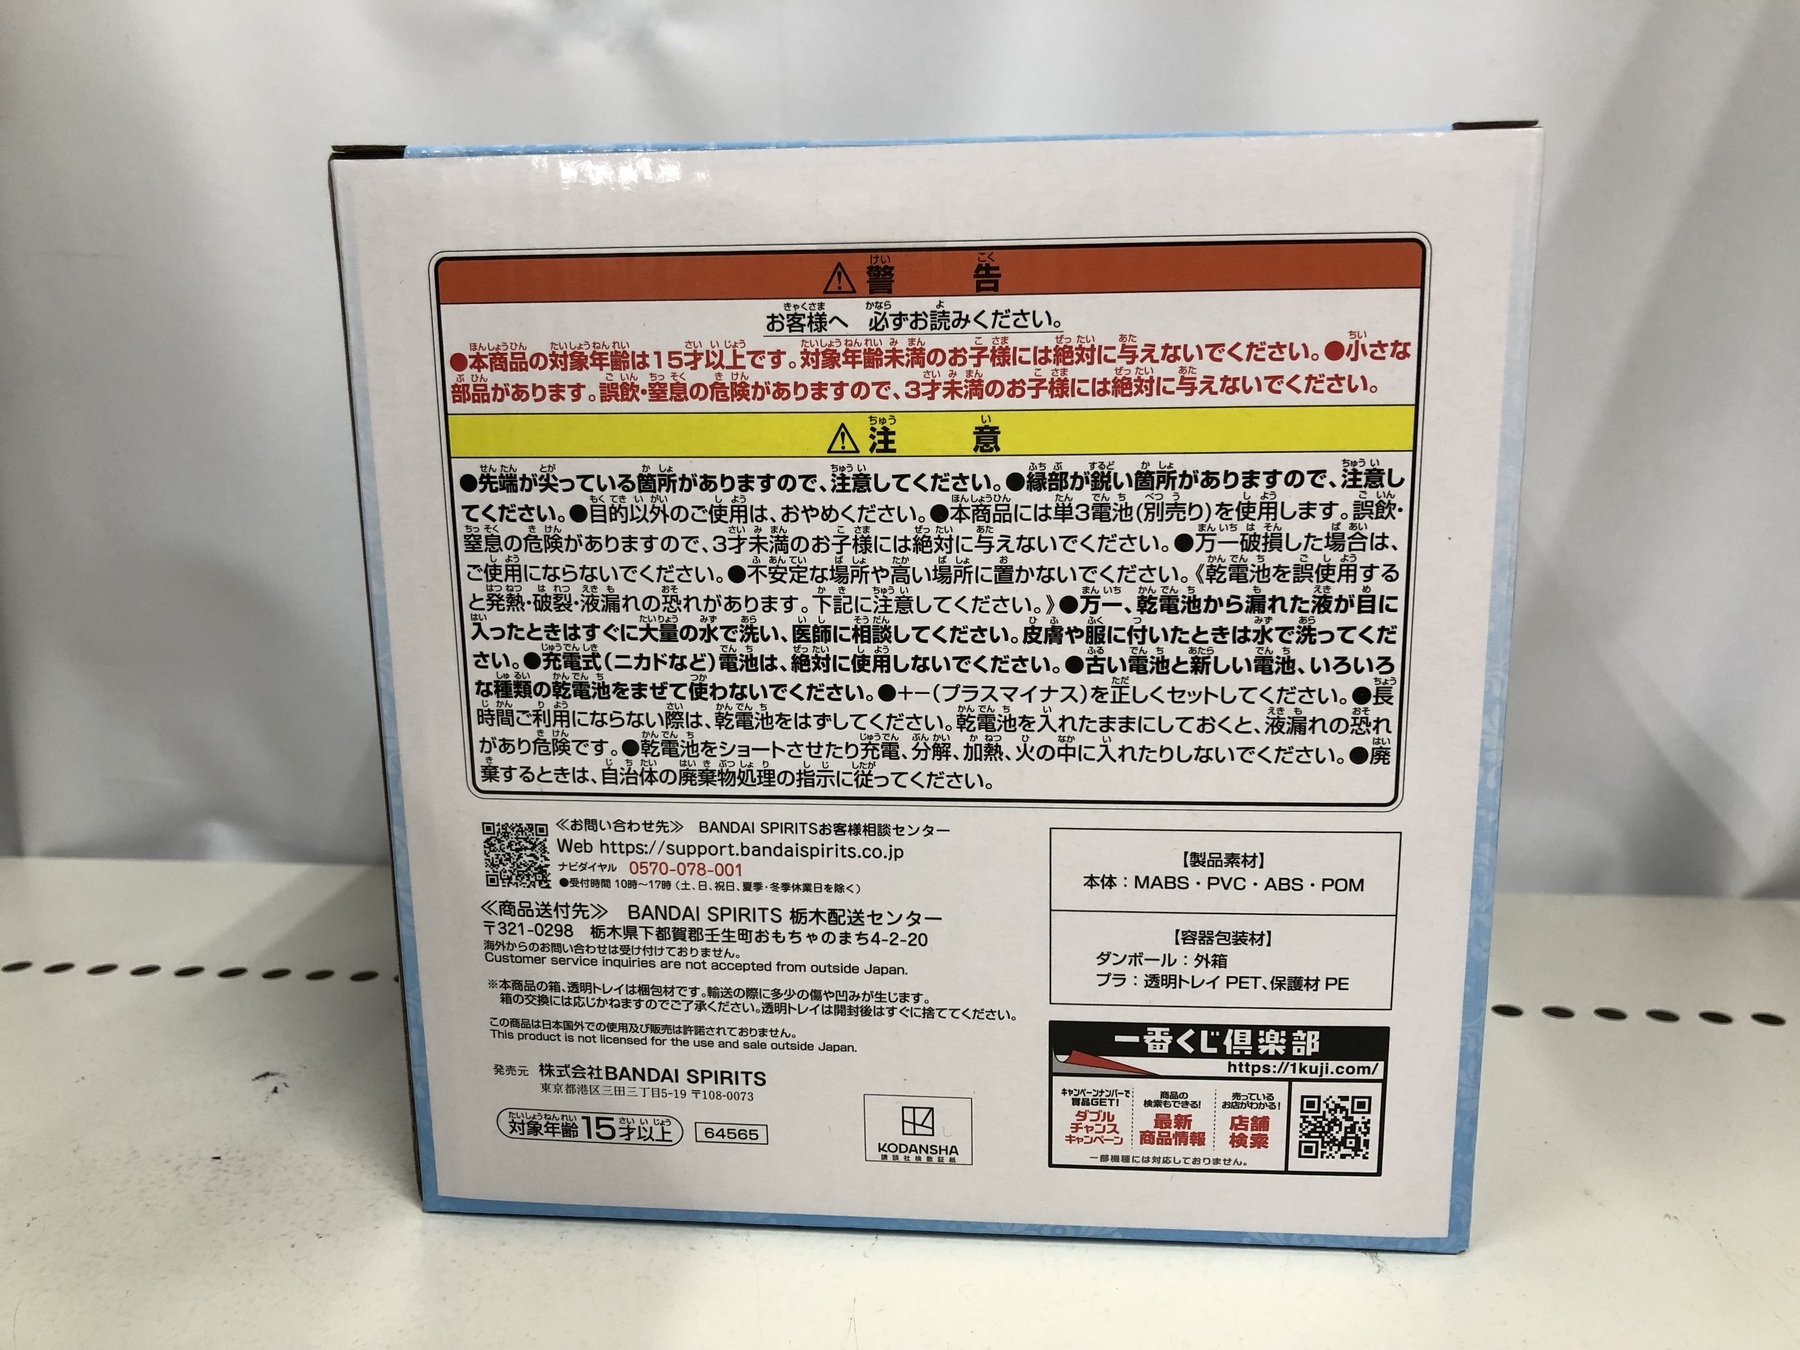 ⚠警告
お客様へ 必ずお読みください。
●本商品の対象年齢は15才以上です。対象年齢未満のお子様には絶対に与えないでください。●小さな
部品があります。誤飲・窒息の危険がありますので、3才未満のお子様には絶対に与えないでください。
⚠注意
●先端が尖っている箇所がありますので、注意してください。●縁部が鋭い箇所がありますので、注意し
てください。●目的以外のご使用は、おやめください。●本商品には単3電池(別売り)を使用します。誤飲・
窒息の危険がありますので、3才未満のお子様には絶対に与えないでください。●万一破損した場合は、
ご使用にならないでください。●不安定な場所や高い場所に置かないでください。《乾電池を誤使用する
と発熱・破裂・液漏れの恐れがあります。下記に注意してください。》●万一、乾電池から漏れた液が目に
入ったときはすぐに大量の水で洗い、医師に相談してください。皮膚や服に付いたときは水で洗ってくだ
さい。●充電式(ニカドなど)電池は、絶対に使用しないでください。●古い電池と新しい電池、いろいろ
な種類の乾電池をまぜて使わないでください。●+−(プラスマイナス)を正しくセットしてください。●長
時間ご利用にならない際は、乾電池をはずしてください。乾電池を入れたままにしておくと、液漏れの恐れ
があり危険です。●乾電池をショートさせたり充電、分解、加熱、火の中に入れたりしないでください。●廃
棄するときは、自治体の廃棄物処理の指示に従ってください。
≪お問い合わせ先≫ BANDAI SPIRITSお客様相談センター
Web https://support.bandaispirits.co.jp
ナビダイヤル 0570-078-001
●受付時間 10時～17時(土、日、祝日、夏季・冬季休業日を除く)
≪商品送付先≫ BANDAI SPIRITS 栃木配送センター
〒321-0298 栃木県下都賀郡壬生町おもちゃのまち4-2-20
海外からのお問い合わせは受け付けておりません。
Customer service inquiries are not accepted from outside Japan.
※本商品の箱、透明トレイは梱包材です。輸送の際に多少の傷や凹みが生じます。
箱の交換には応じかねますのでご了承ください。透明トレイは開封後はすぐに捨ててください。
この商品は日本国外での使用及び販売は許諾されておりません。
This product is not licensed for the use and sale outside Japan.
発売元 株式会社BANDAI SPIRITS
東京都港区三田三丁目5-19 〒108-0073
対象年齢15才以上 64565
KODANSHA
講談社検数証紙
【製品素材】
本体：MABS・PVC・ABS・POM
【容器包装材】
ダンボール：外箱
プラ：透明トレイ PET、保護材 PE
一番くじ倶楽部
https://1kuji.com/
キャンペーンナンバーで
賞品GET!
ダブル
チャンス
キャンペーン
商品の
検索もできる!
最新
商品情報
売っている
お店がわかる!
店舗
検索
一部機種には対応しておりません。